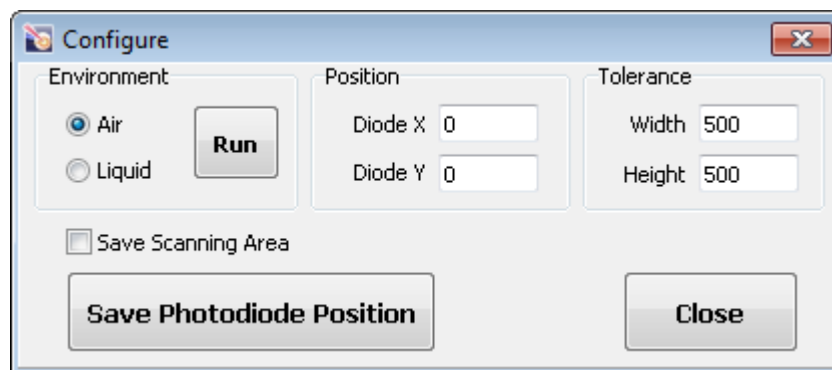 Configure
Environment
Air
Liquid
Run
Position
Diode X 0
Diode Y 0
Tolerance
Width 500
Height 500
Save Scanning Area
Save Photodiode Position
Close